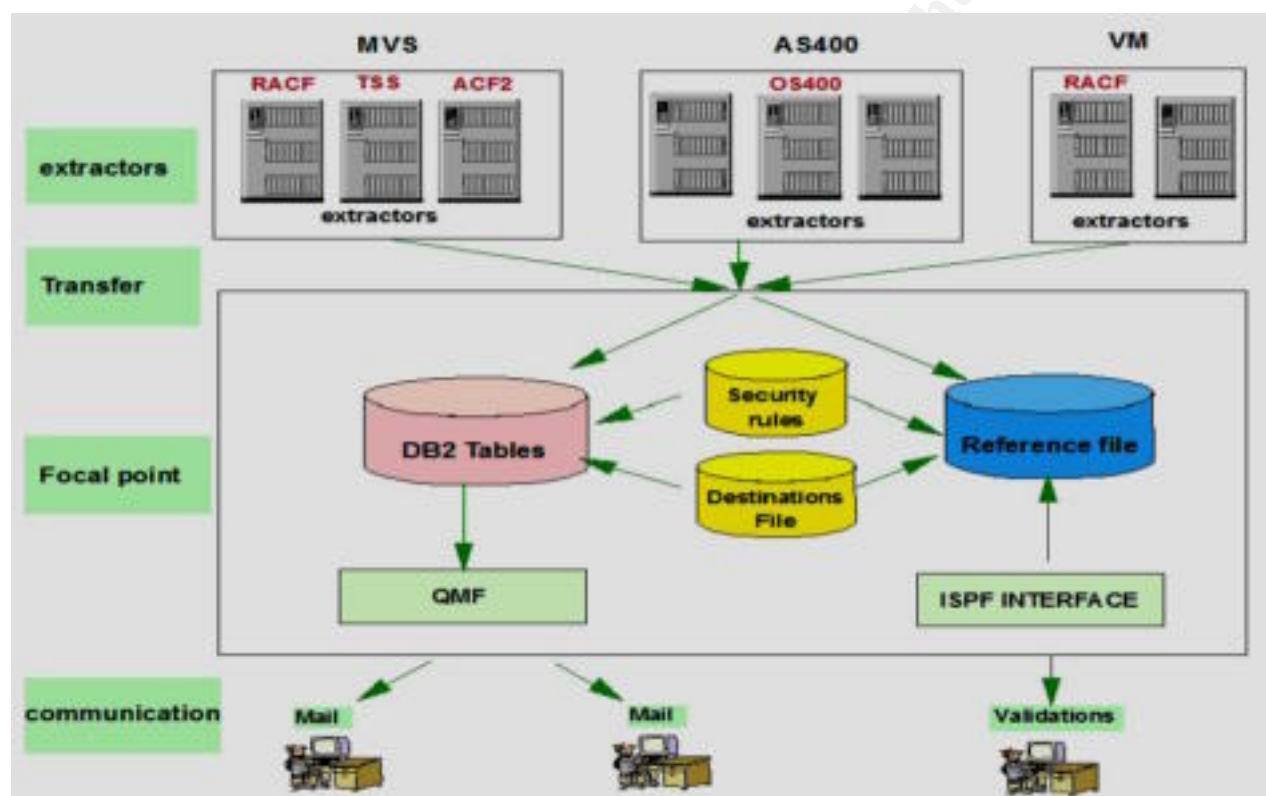 MVS
AS400
VM
RACF TSS ACF2
OS400
RACF
extractors
extractors
extractors
extractors
Transfer
Security
rules
DB2 Tables
Reference file
Focal point
Destinations
File
QMF
ISPF INTERFACE
communication
Mail
Mail
Validations